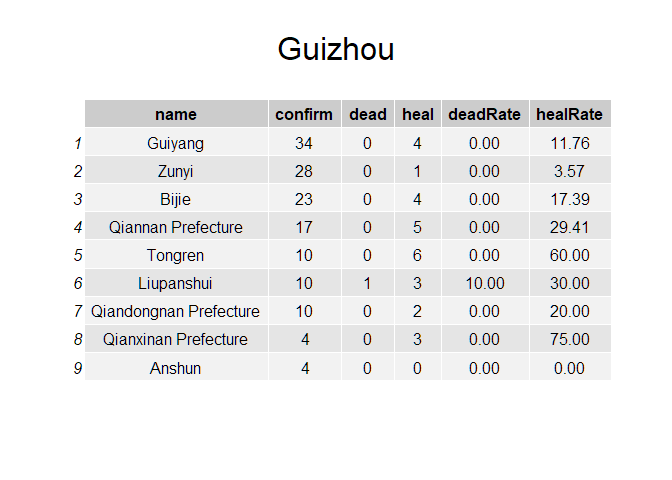 Guizhou
name confirm dead heal deadRate healRate
1 Guiyang 34 0 4 0.00 11.76
2 Zunyi 28 0 1 0.00 3.57
3 Bijie 23 0 4 0.00 17.39
4 Qiannan Prefecture 17 0 5 0.00 29.41
5 Tongren 10 0 6 0.00 60.00
6 Liupanshui 10 1 3 10.00 30.00
7 Qiandongnan Prefecture 10 0 2 0.00 20.00
8 Qianxinan Prefecture 4 0 3 0.00 75.00
9 Anshun 4 0 0 0.00 0.00